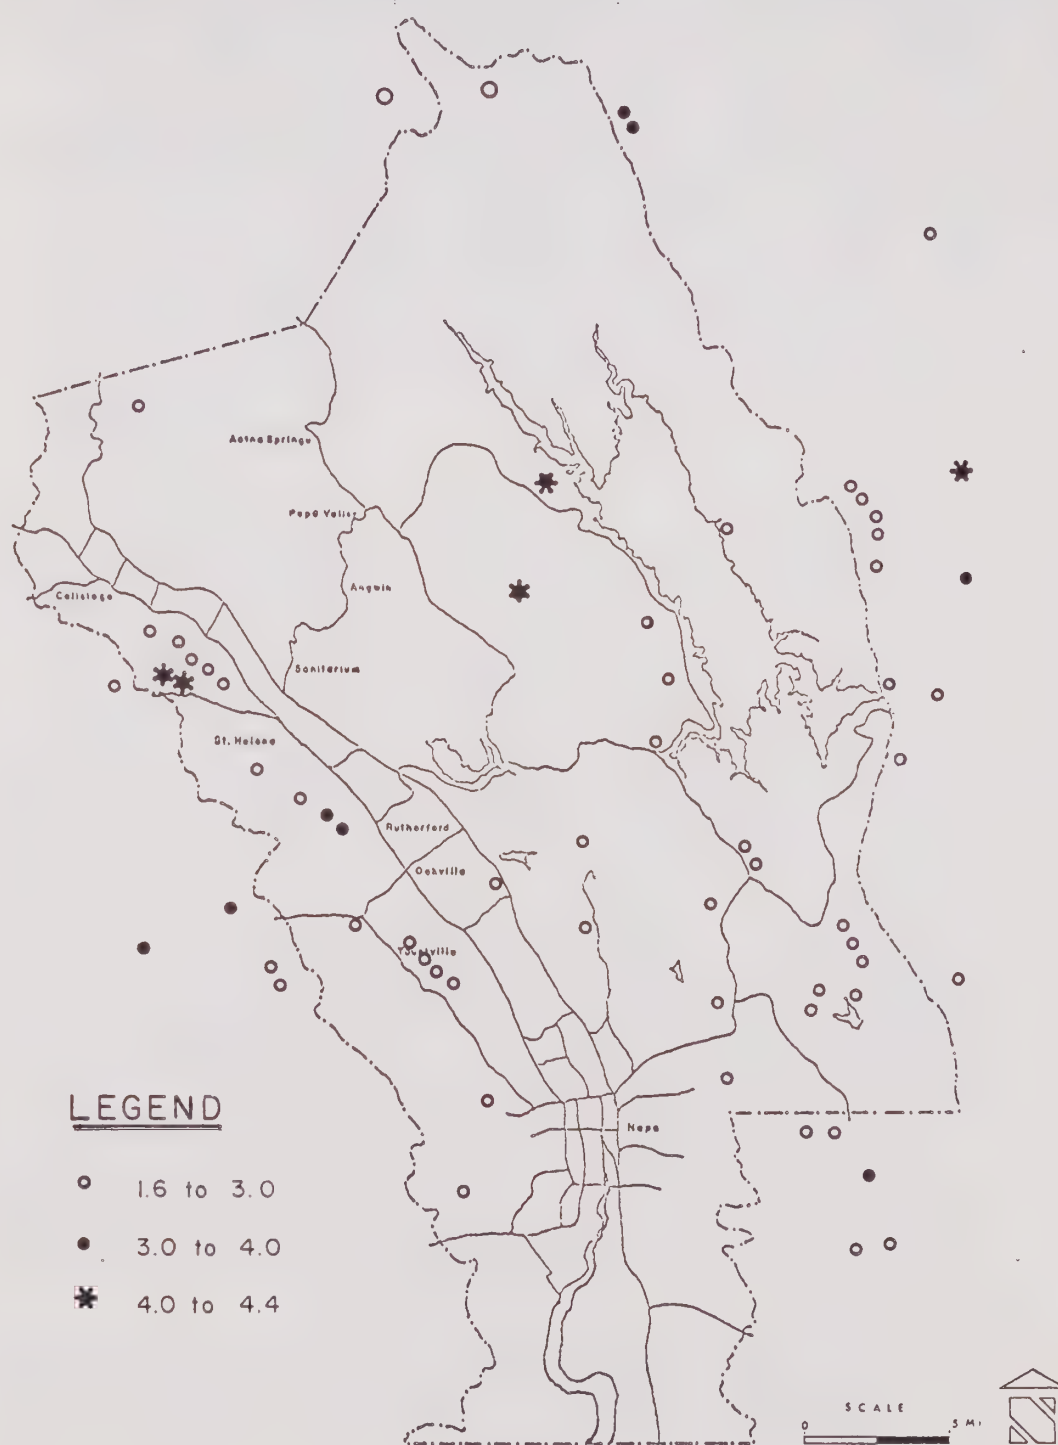 Aetna Springs
Pope Valley
Angwin
Calistoga
Sanitarium
St. Helena
Rutherford
Oakville
Yountville
LEGEND
Napa
1.6 to 3.0
3.0 to 4.0
4.0 to 4.4
SCALE
0 5 MI